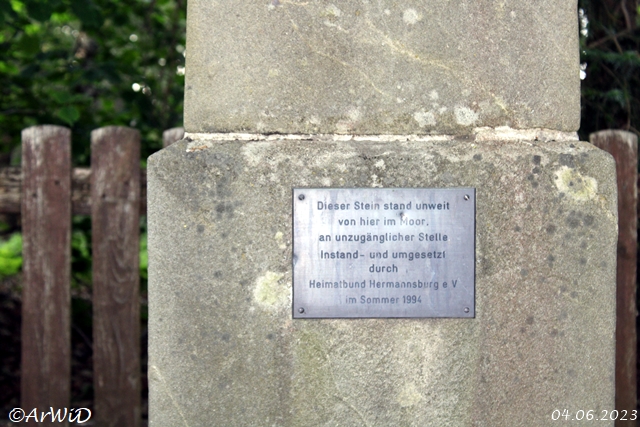 Dieser Stein stand unweit
von hier im Moor,
an unzugänglicher Stelle
Instand- und umgesetzt
durch
Heimatbund Hermannsburg e V
im Sommer 1994
©ArWiD
04.06.2023